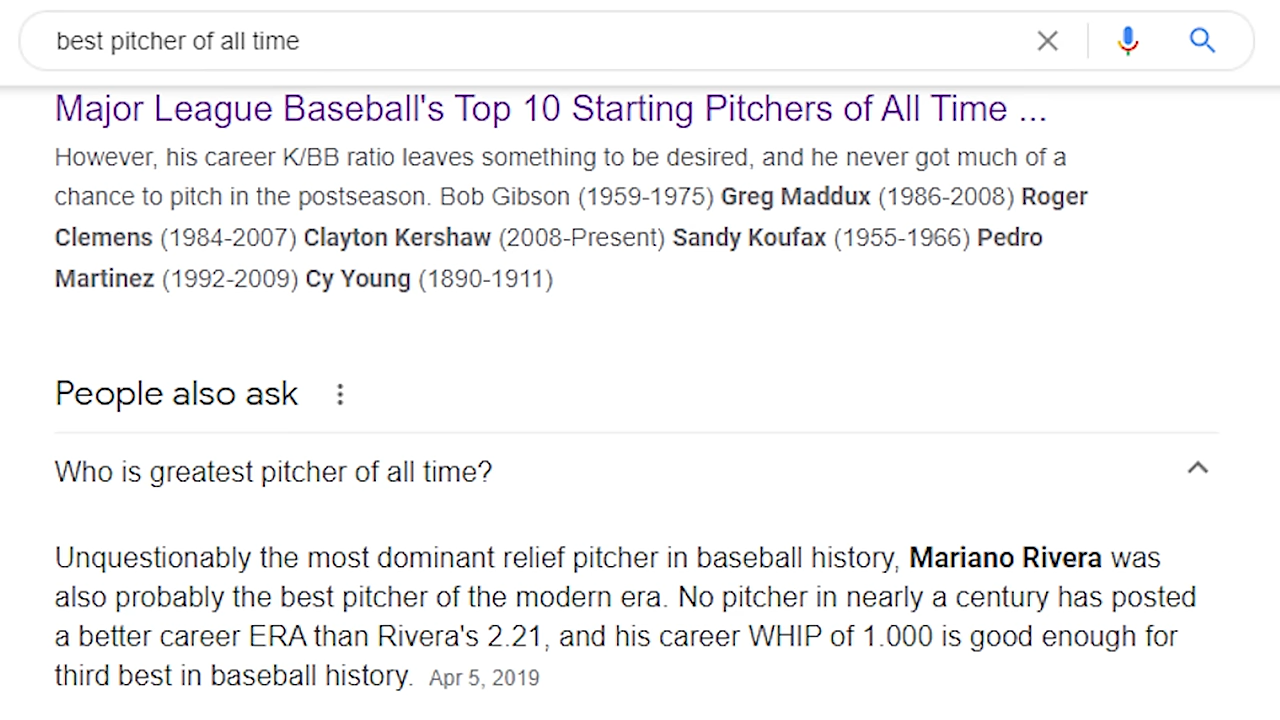 best pitcher of all time
Major League Baseball's Top 10 Starting Pitchers of All Time ...
However, his career K/BB ratio leaves something to be desired, and he never got much of a
chance to pitch in the postseason. Bob Gibson (1959-1975) Greg Maddux (1986-2008) Roger
Clemens (1984-2007) Clayton Kershaw (2008-Present) Sandy Koufax (1955-1966) Pedro
Martinez (1992-2009) Cy Young (1890-1911)
People also ask
Who is greatest pitcher of all time?
Unquestionably the most dominant relief pitcher in baseball history, Mariano Rivera was
also probably the best pitcher of the modern era. No pitcher in nearly a century has posted
a better career ERA than Rivera's 2.21, and his career WHIP of 1.000 is good enough for
third best in baseball history. Apr 5, 2019